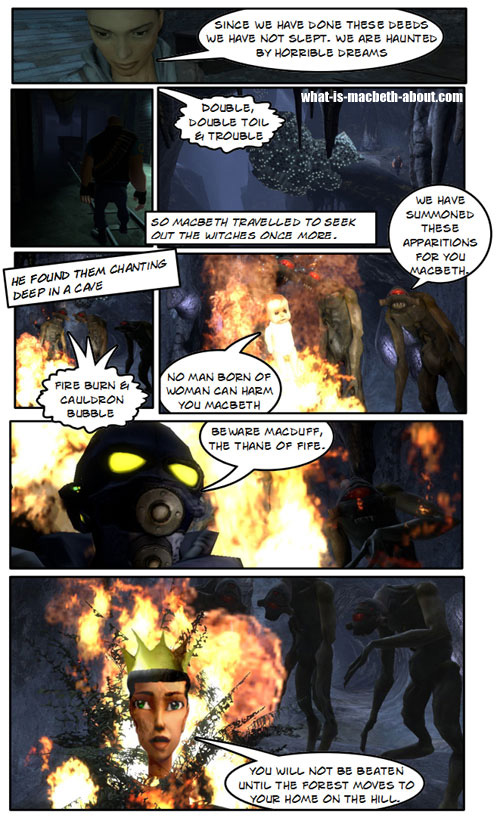 SINCE WE HAVE DONE THESE DEEDS
WE HAVE NOT SLEPT. WE ARE HAUNTED
BY HORRIBLE DREAMS
what-is-macbeth-about.com
DOUBLE,
DOUBLE TOIL
& TROUBLE
SO MACBETH TRAVELLED TO SEEK
OUT THE WITCHES ONCE MORE.
WE HAVE
SUMMONED
THESE
APPARITIONS
FOR YOU
MACBETH.
HE FOUND THEM CHANTING
DEEP IN A CAVE
FIRE BURN &
CAULDRON
BUBBLE
NO MAN BORN OF
WOMAN CAN HARM
YOU MACBETH
BEWARE MACDUFF,
THE THANE OF FIFE.
YOU WILL NOT BE BEATEN
UNTIL THE FOREST MOVES TO
YOUR HOME ON THE HILL.